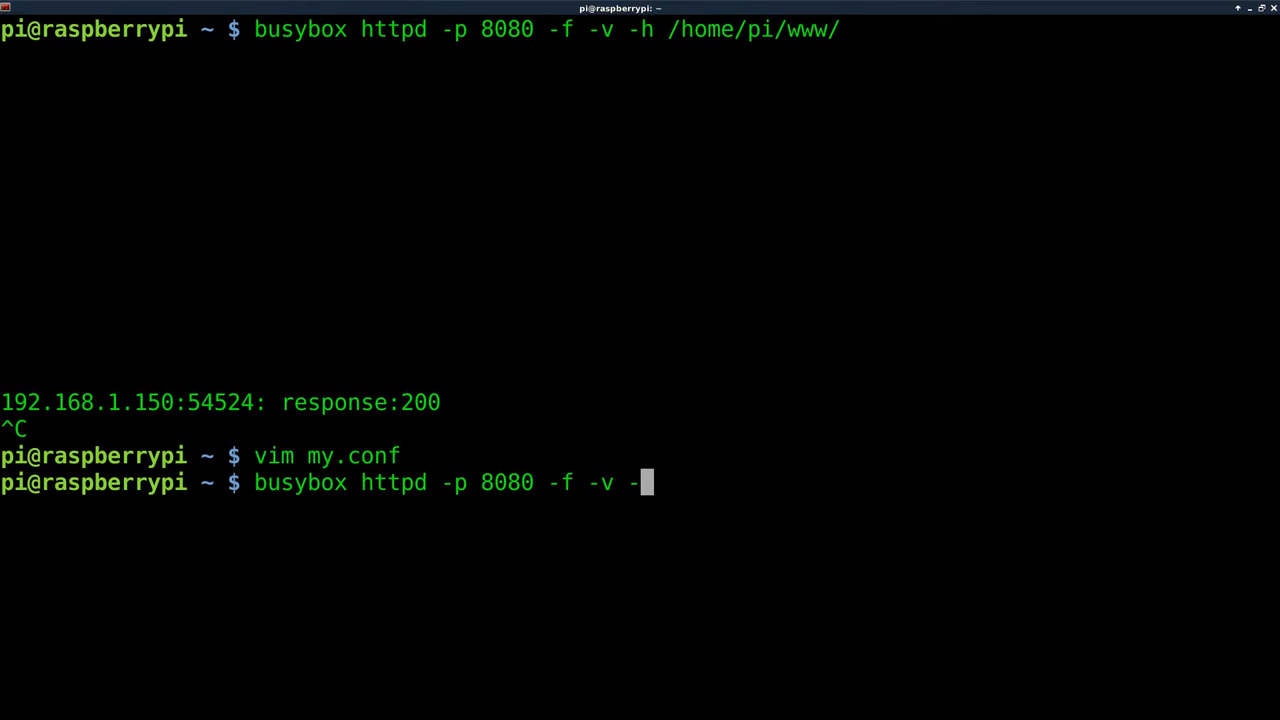 pi@raspberrypi: ~
pi@raspberrypi ~ $ busybox httpd -p 8080 -f -v -h /home/pi/www/
192.168.1.150:54524: response:200
^C
pi@raspberrypi ~ $ vim my.conf
pi@raspberrypi ~ $ busybox httpd -p 8080 -f -v -